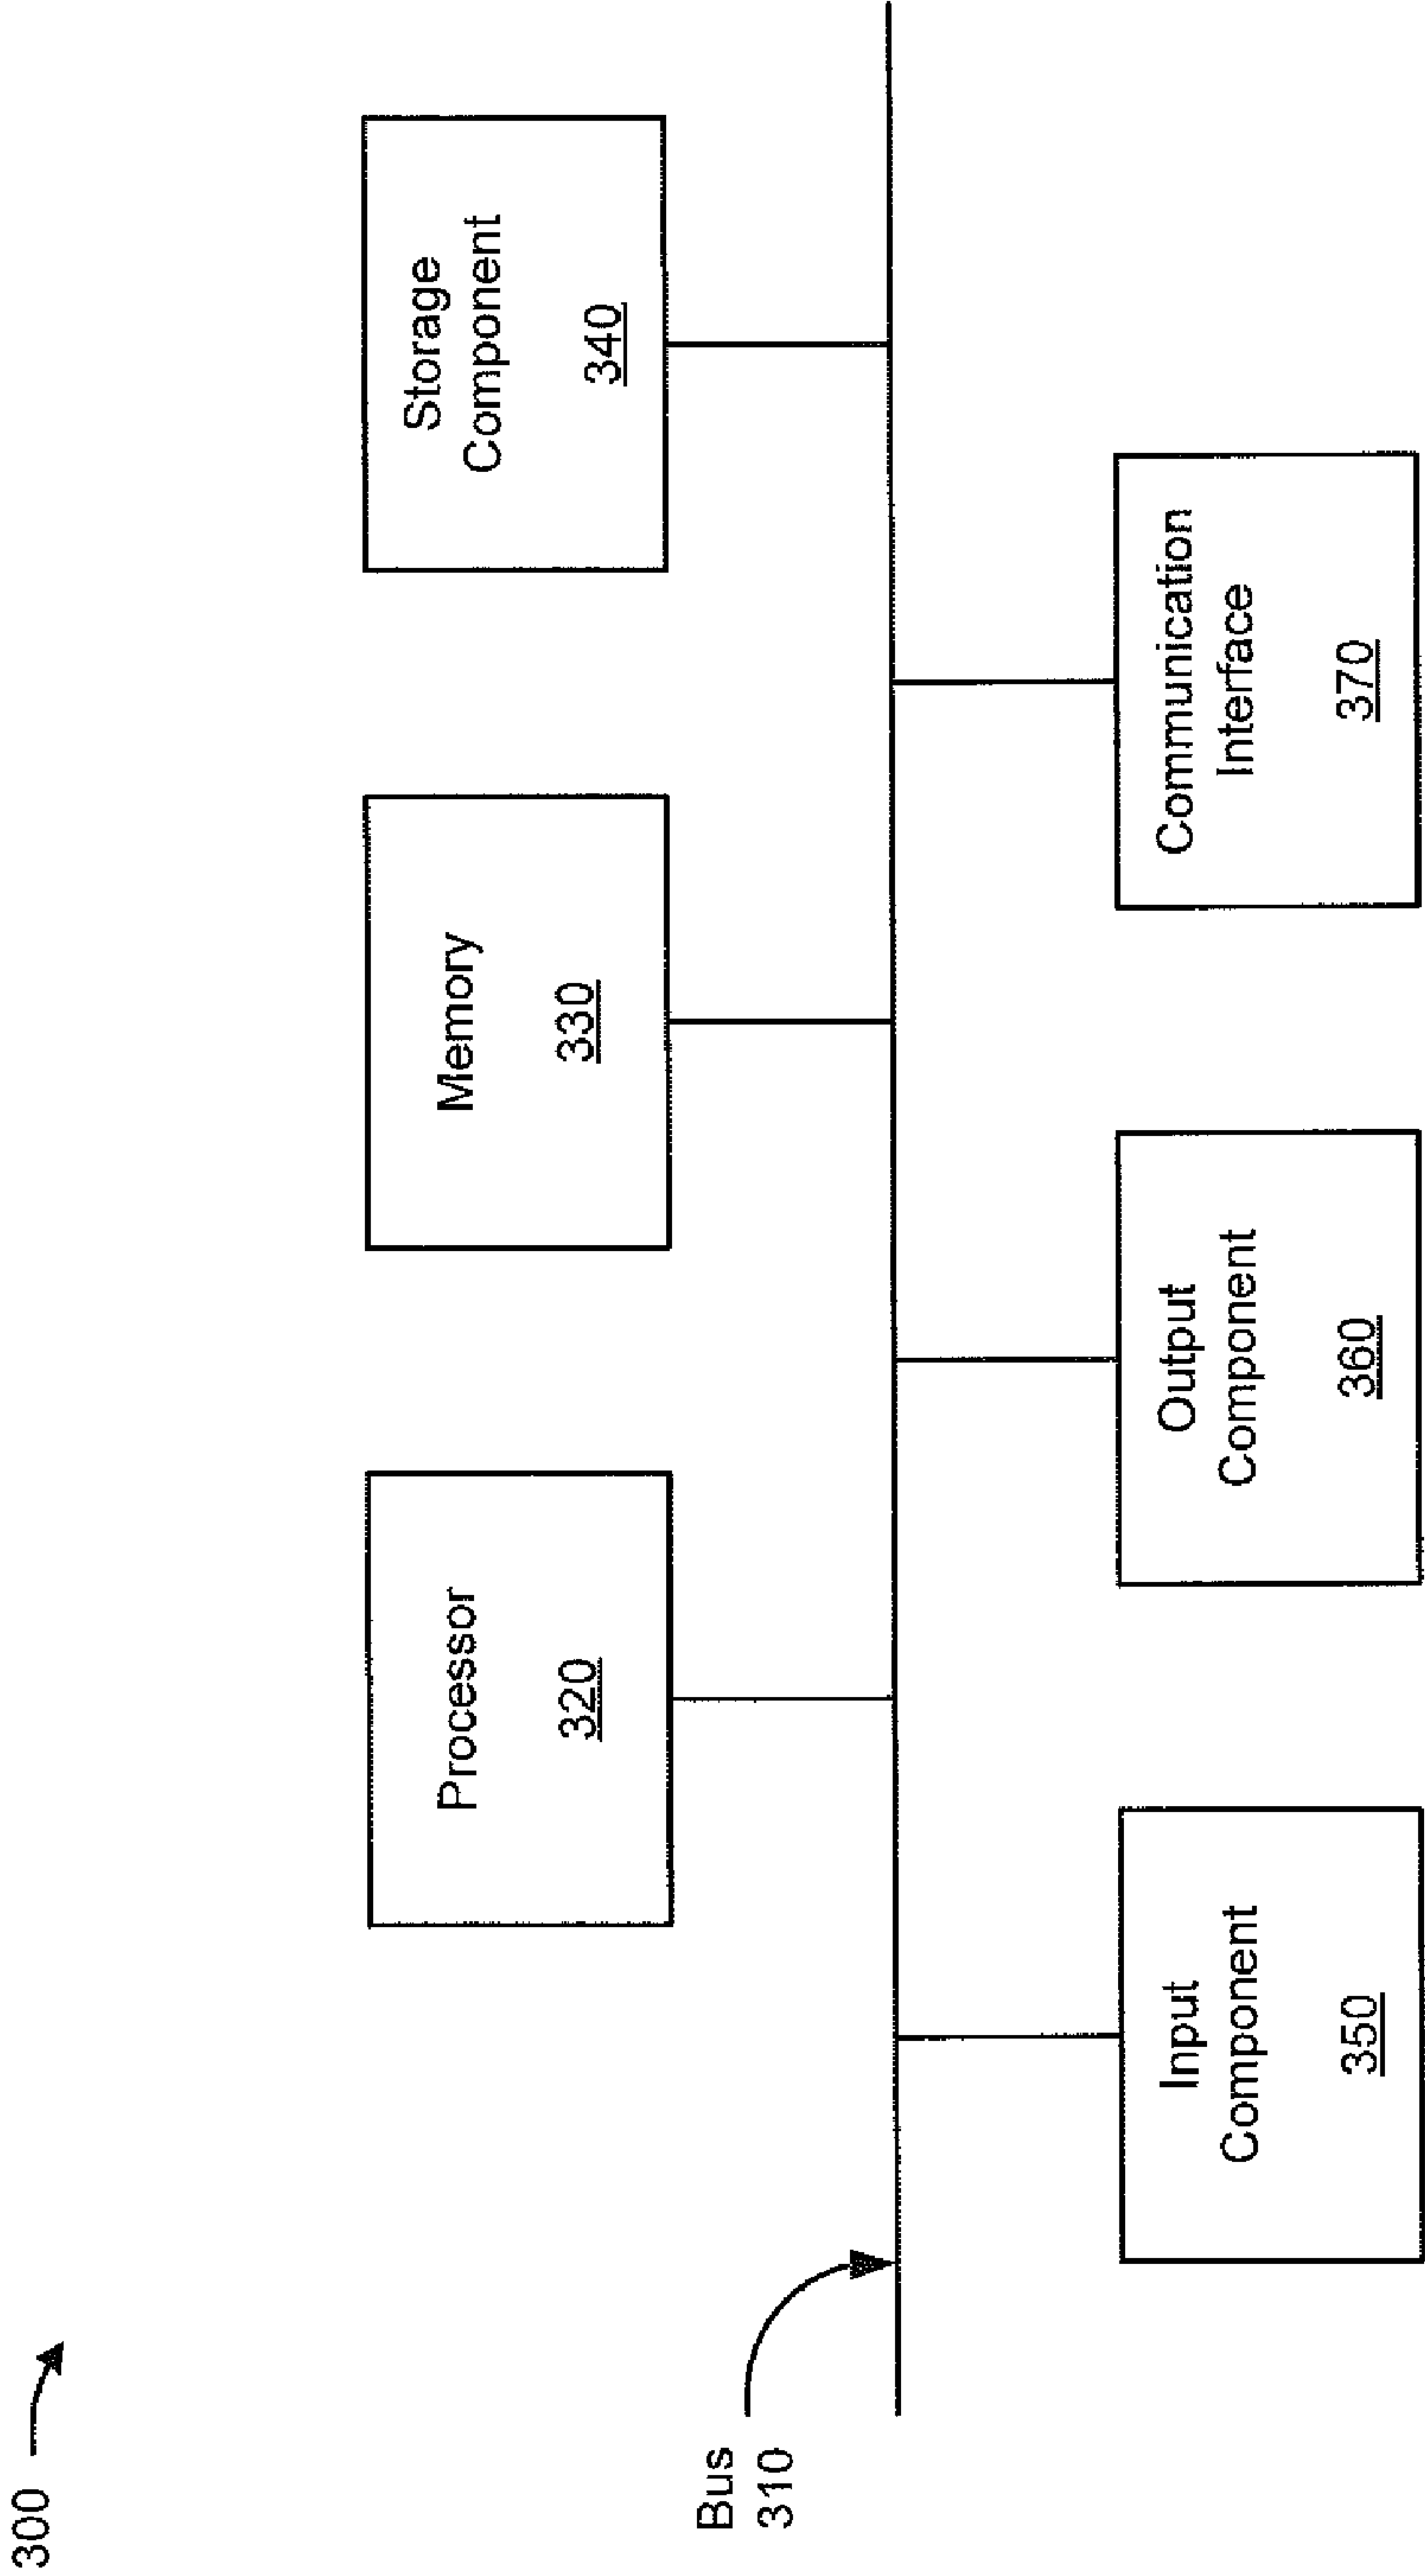 300
Processor
320
Memory
330
Storage
Component
340
Bus
310
Input
Component
350
Output
Component
360
Communication
Interface
370